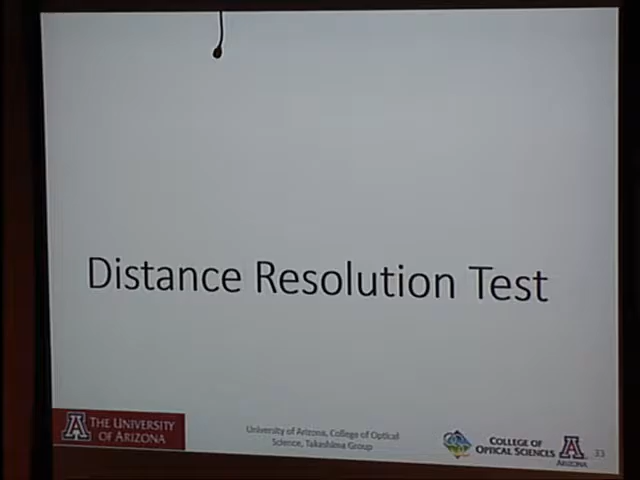 Distance Resolution Test
THE UNIVERSITY
OF ARIZONA
University of Arizona, College of Optical
Science, Takashima Group
COLLEGE OF
OPTICAL SCIENCES
ARIZONA
33